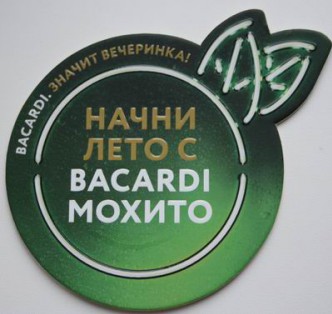 BACARDI. ЗНАЧИТ ВЕЧЕРИНКА!
НАЧНИ
ЛЕТО С
BACARDI
МОХИТО